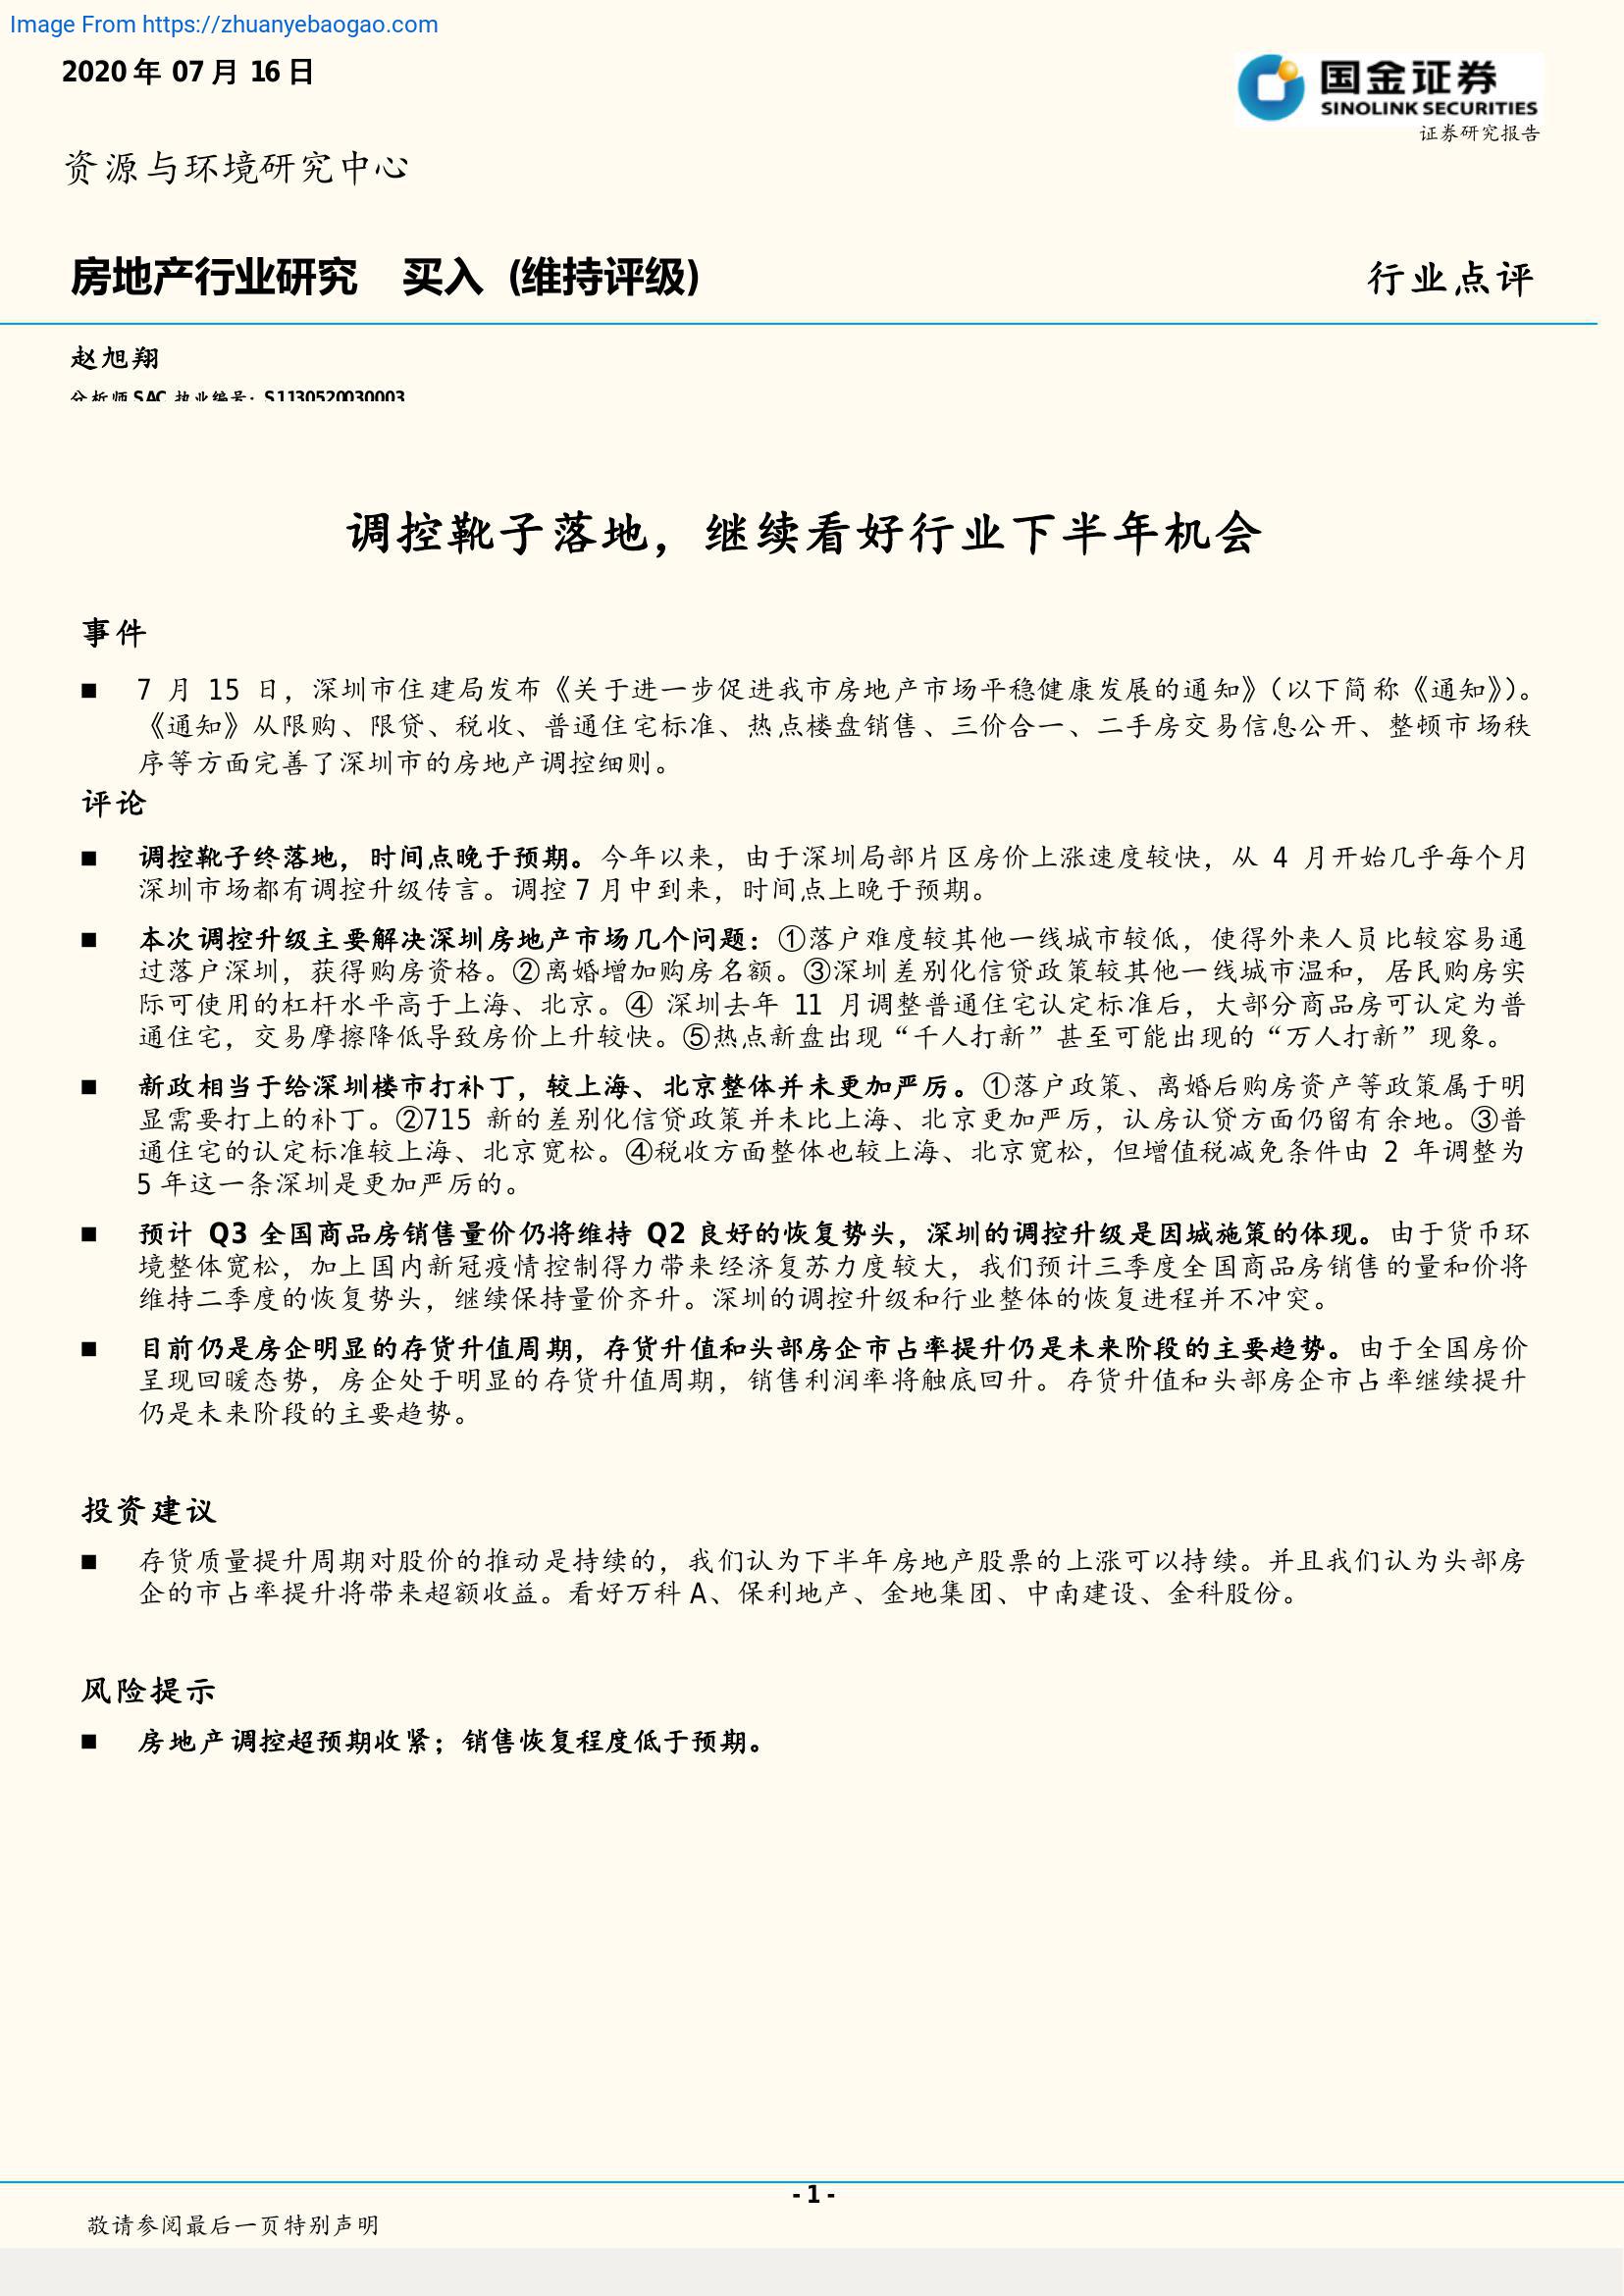 Image From https://zhuanyebaogao.com
2020 年 07 月 16 日
国金证券
SINOLINK SECURITIES
证券研究报告
资源与环境研究中心
房地产行业研究 买入 (维持评级)
行业点评
赵旭翔
分析师 SAC 执业编号: S1130520030003
调控靴子落地，继续看好行业下半年机会
事件
■ 7 月 15 日，深圳市住建局发布《关于进一步促进我市房地产市场平稳健康发展的通知》（以下简称《通知》）。
《通知》从限购、限贷、税收、普通住宅标准、热点楼盘销售、三价合一、二手房交易信息公开、整顿市场秩
序等方面完善了深圳市的房地产调控细则。
评论
■ 调控靴子终落地，时间点晚于预期。今年以来，由于深圳局部片区房价上涨速度较快，从 4 月开始几乎每个月
深圳市场都有调控升级传言。调控 7 月中到来，时间点上晚于预期。
■ 本次调控升级主要解决深圳房地产市场几个问题：①落户难度较其他一线城市较低，使得外来人员比较容易通
过落户深圳，获得购房资格。②离婚增加购房名额。③深圳差别化信贷政策较其他一线城市温和，居民购房实
际可使用的杠杆水平高于上海、北京。④ 深圳去年 11 月调整普通住宅认定标准后，大部分商品房可认定为普
通住宅，交易摩擦降低导致房价上升较快。⑤热点新盘出现“千人打新”甚至可能出现的“万人打新”现象。
■ 新政相当于给深圳楼市打补丁，较上海、北京整体并未更加严厉。①落户政策、离婚后购房资产等政策属于明
显需要打上的补丁。②715 新的差别化信贷政策并未比上海、北京更加严厉，认房认贷方面仍留有余地。③普
通住宅的认定标准较上海、北京宽松。④税收方面整体也较上海、北京宽松，但增值税减免条件由 2 年调整为
5 年这一条深圳是更加严厉的。
■ 预计 Q3 全国商品房销售量价仍将维持 Q2 良好的恢复势头，深圳的调控升级是因城施策的体现。由于货币环
境整体宽松，加上国内新冠疫情控制得力带来经济复苏力度较大，我们预计三季度全国商品房销售的量和价将
维持二季度的恢复势头，继续保持量价齐升。深圳的调控升级和行业整体的恢复进程并不冲突。
■ 目前仍是房企明显的存货升值周期，存货升值和头部房企市占率提升仍是未来阶段的主要趋势。由于全国房价
呈现回暖态势，房企处于明显的存货升值周期，销售利润率将触底回升。存货升值和头部房企市占率继续提升
仍是未来阶段的主要趋势。
投资建议
■ 存货质量提升周期对股价的推动是持续的，我们认为下半年房地产股票的上涨可以持续。并且我们认为头部房
企的市占率提升将带来超额收益。看好万科 A、保利地产、金地集团、中南建设、金科股份。
风险提示
■ 房地产调控超预期收紧；销售恢复程度低于预期。
- 1 -
敬请参阅最后一页特别声明